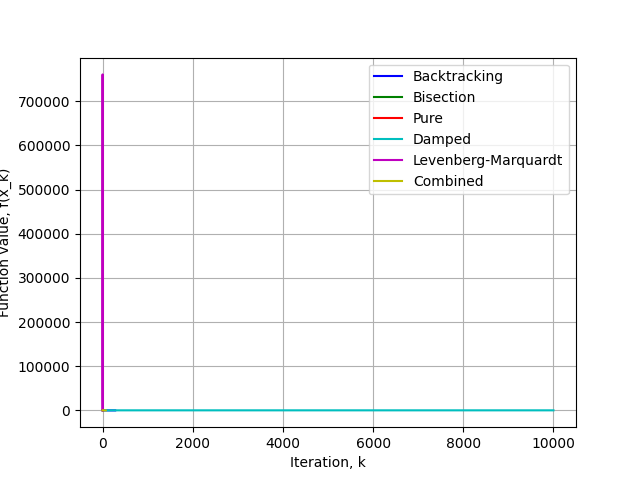 Backtracking
Bisection
Pure
Damped
Levenberg-Marquardt
Combined
Function value, f(x_k)
700000
600000
500000
400000
300000
200000
100000
0
0 2000 4000 6000 8000 10000
Iteration, k